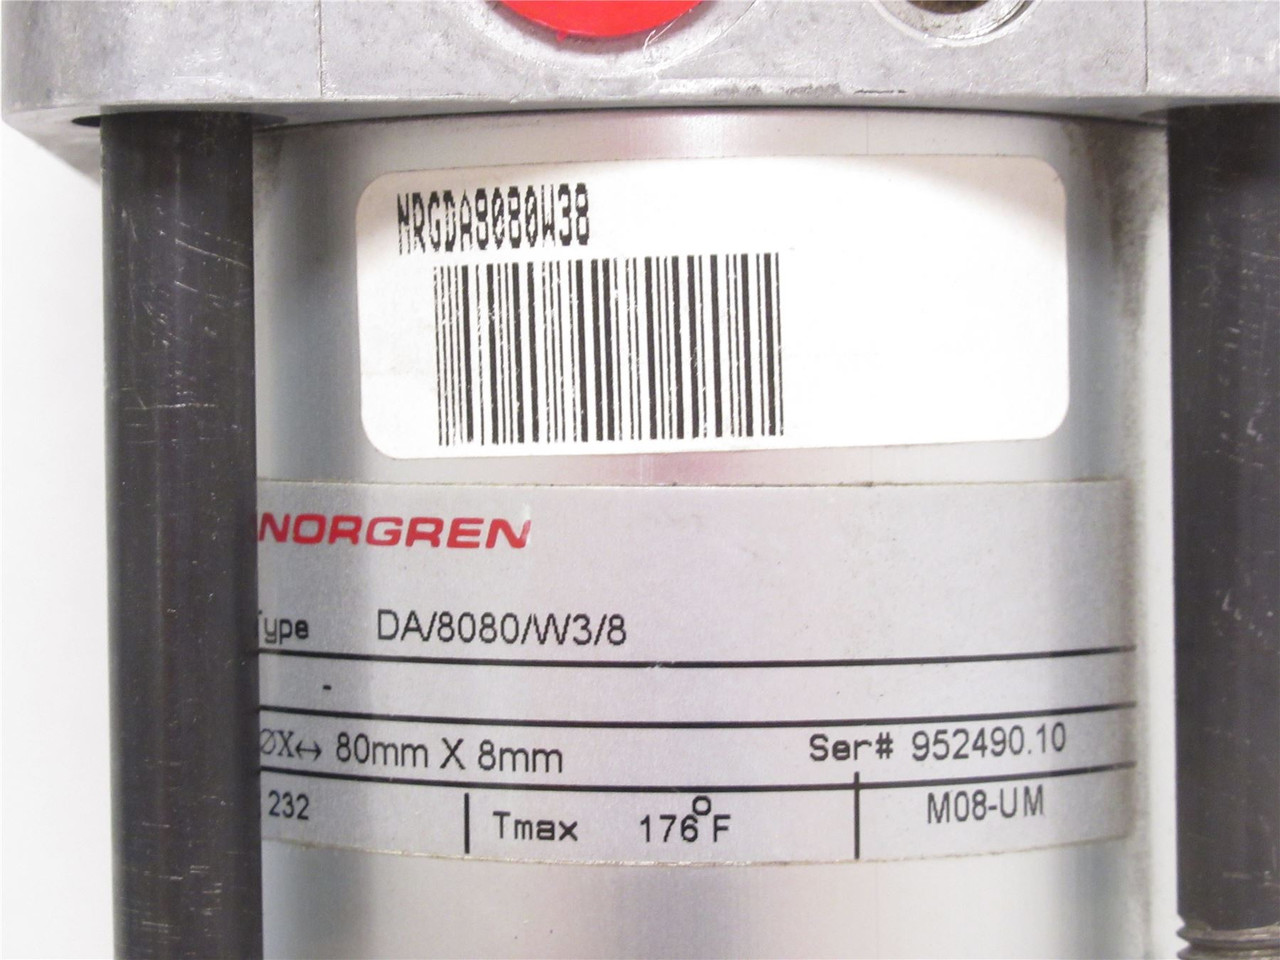 NRGDA8080W38
NORGREN
Type DA/8080/W3/8
-
ØX↔ 80mm X 8mm Ser# 952490.10
232 Tmax 176°F M08-UM